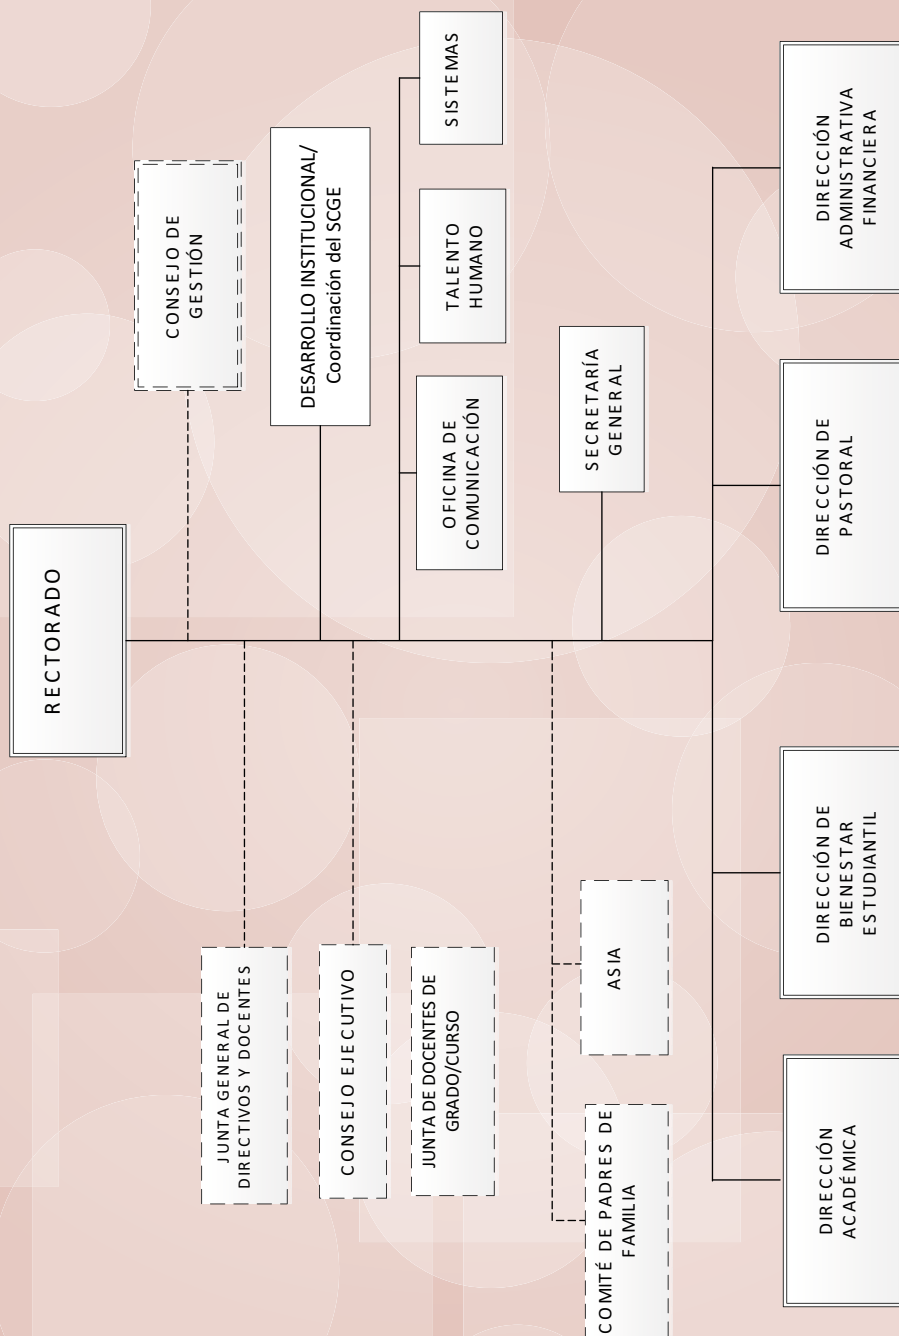 RECTORADO
CONSEJO DE
GESTIÓN
JUNTA GENERAL DE
DIRECTIVOS Y DOCENTES
DESARROLLO INSTITUCIONAL/
Coordinación del SCGE
CONSEJO EJECUTIVO
JUNTA DE DOCENTES DE
GRADO/CURSO
OFICINA DE
COMUNICACIÓN
TALENTO
HUMANO
SISTEMAS
COMITÉ DE PADRES DE
FAMILIA
ASIA
SECRETARÍA
GENERAL
DIRECCIÓN
ACADÉMICA
DIRECCIÓN DE
BIENESTAR
ESTUDIANTIL
DIRECCIÓN DE
PASTORAL
DIRECCIÓN
ADMINISTRATIVA
FINANCIERA